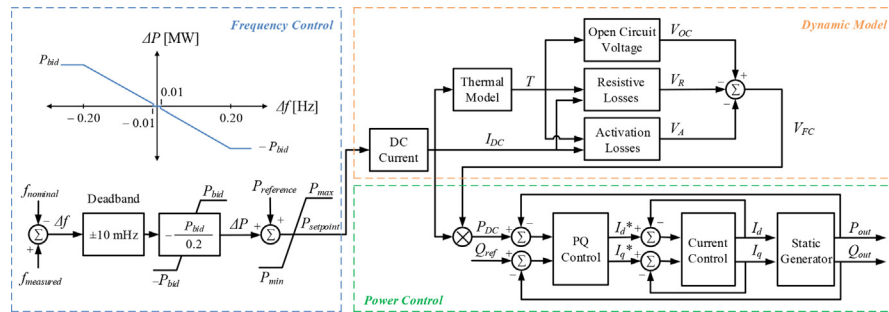 Frequency Control
ΔP [MW]
P_bid
0.01
Δf [Hz]
− 0.20
− 0.01
0.20
− P_bid
f_nominal
Deadband
P_bid
P_reference
P_max
−
Δf
+
Σ
±10 mHz
− P_bid / 0.2
ΔP
+
+
Σ
P_setpoint
f_measured
−P_bid
P_min
Dynamic Model
Open Circuit
Voltage
V_OC
Thermal
Model
T
Resistive
Losses
V_R
−
+
Σ
−
DC
Current
I_DC
Activation
Losses
V_A
V_FC
P_DC
+
−
Σ
PQ
Control
I_d*
+
−
Σ
Current
Control
I_d
Static
Generator
P_out
Q_ref
+
Σ
−
I_q*
+
Σ
−
I_q
Q_out
Power Control